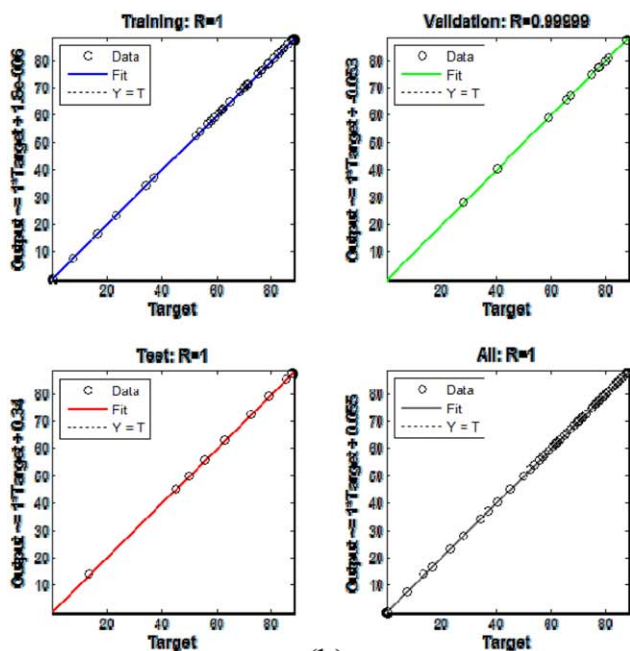 Training: R=1
Output ~= 1*Target + 1.8e-006
Data
Fit
Y = T
80
70
60
50
40
30
20
10
20 40 60 80
Target
Validation: R=0.99999
Output ~= 1*Target + -0.053
Data
Fit
Y = T
80
70
60
50
40
30
20
10
20 40 60 80
Target
Test: R=1
Output ~= 1*Target + 0.34
Data
Fit
Y = T
80
70
60
50
40
30
20
10
20 40 60 80
Target
All: R=1
Output ~= 1*Target + 0.055
Data
Fit
Y = T
80
70
60
50
40
30
20
10
20 40 60 80
Target